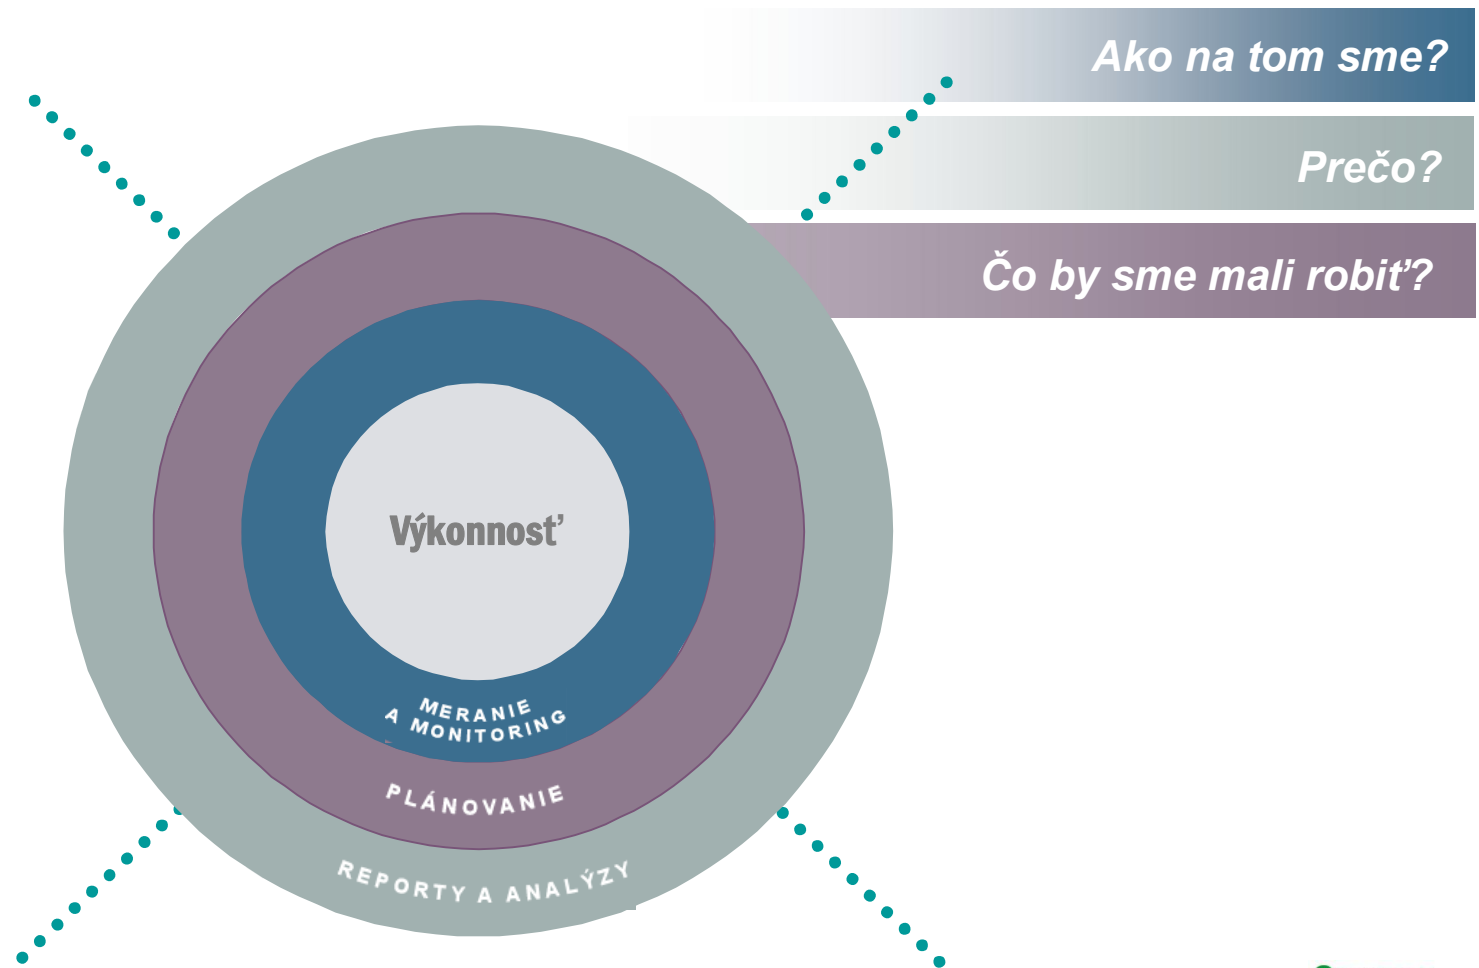 Ako na tom sme?
Prečo?
Čo by sme mali robiť?
Výkonnosť
MERANIE
A MONITORING
PLÁNOVANIE
REPORTY A ANALÝZY